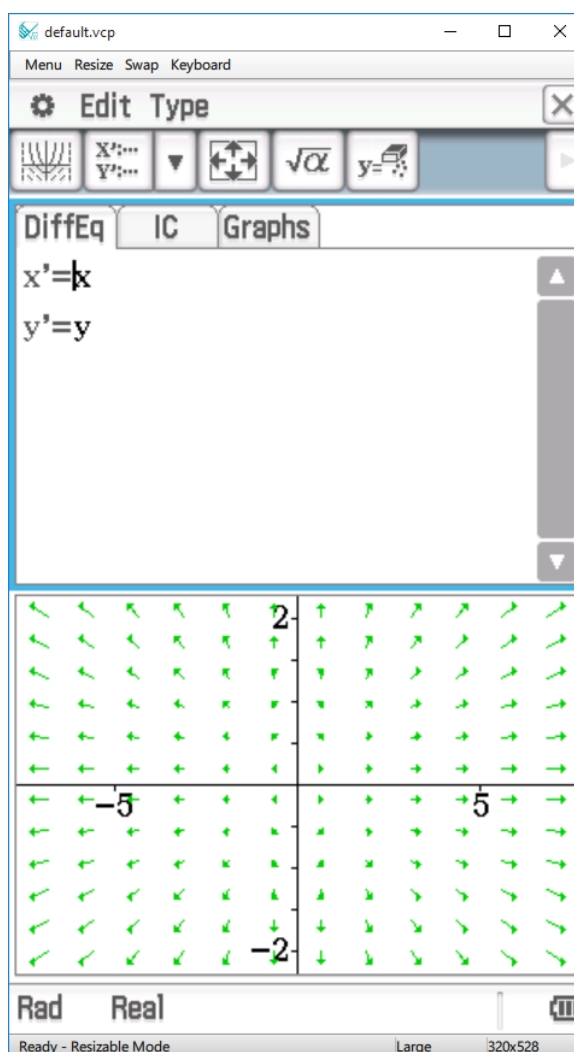 default.vcp
Menu Resize Swap Keyboard
Edit Type
X':... Y':... √α y=
DiffEq IC Graphs
x'=x
y'=y
2
-5 5
-2
Rad Real
Ready - Resizable Mode Large 320x528